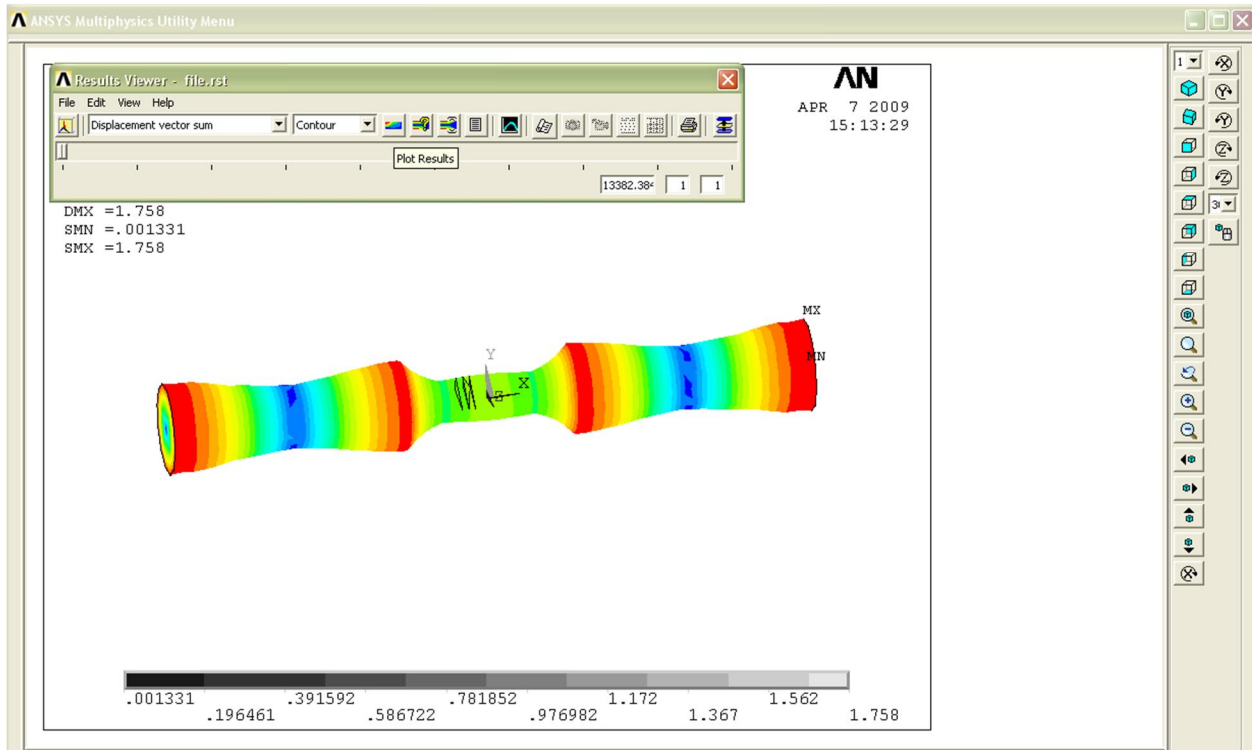 ANSYS Multiphysics Utility Menu
Results Viewer - file.rst
File Edit View Help
Displacement vector sum Contour
Plot Results
13382.384 1 1
AN
APR 7 2009
15:13:29
1
DMX =1.758
SMN =.001331
SMX =1.758
MX
MN
Y
X
.001331 .391592 .781852 1.172 1.562
.196461 .586722 .976982 1.367 1.758
X
Y
Y
Z
Z
X